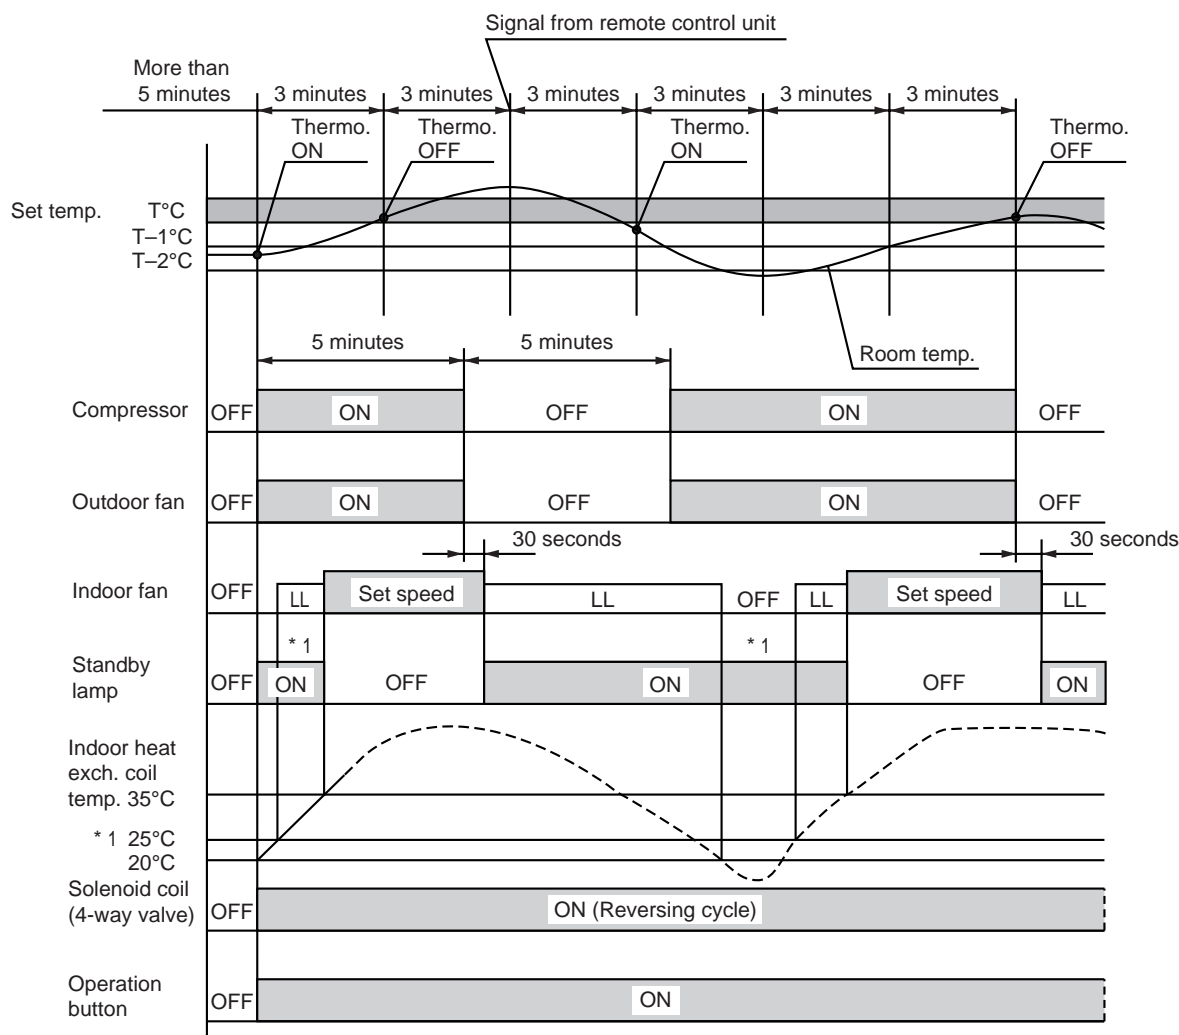 Signal from remote control unit
More than
5 minutes
3 minutes 3 minutes 3 minutes 3 minutes 3 minutes 3 minutes
Thermo.
ON
Thermo.
OFF
Thermo.
ON
Thermo.
OFF
Set temp. T°C
T–1°C
T–2°C
5 minutes 5 minutes
Room temp.
Compressor OFF ON OFF ON OFF
Outdoor fan OFF ON OFF ON OFF
30 seconds 30 seconds
Indoor fan OFF LL Set speed LL OFF LL Set speed LL
* 1 * 1
Standby
lamp OFF ON OFF ON OFF ON
Indoor heat
exch. coil
temp. 35°C
* 1 25°C
20°C
Solenoid coil
(4-way valve) OFF ON (Reversing cycle)
Operation
button OFF ON